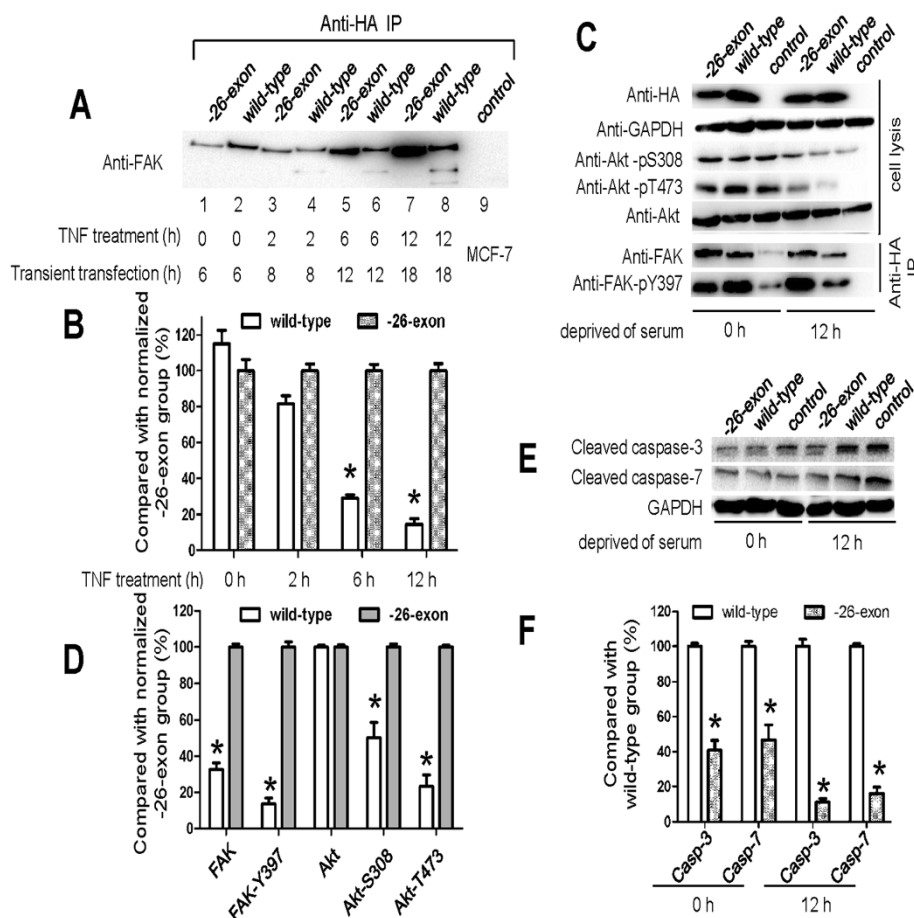 Anti-HA IP
A
-26-exon wild-type -26-exon wild-type -26-exon wild-type -26-exon wild-type control
Anti-FAK
1 2 3 4 5 6 7 8 9
TNF treatment (h) 0 0 2 2 6 6 12 12
MCF-7
Transient transfection (h) 6 6 8 8 12 12 18 18
B
wild-type -26-exon
Compared with normalized
-26-exon group (%)
120
100
80
60
40
20
0
* *
TNF treatment (h) 0 h 2 h 6 h 12 h
D
wild-type -26-exon
Compared with normalized
-26-exon group (%)
120
100
80
60
40
20
0
* * * *
FAK FAK-Y397 Akt Akt-S308 Akt-T473
C
-26-exon wild-type control -26-exon wild-type control
Anti-HA
Anti-GAPDH
Anti-Akt -pS308
Anti-Akt -pT473
Anti-Akt
cell lysis
Anti-FAK
Anti-FAK-pY397
Anti-HA
IP
deprived of serum 0 h 12 h
E
-26-exon wild-type control -26-exon wild-type control
Cleaved caspase-3
Cleaved caspase-7
GAPDH
deprived of serum 0 h 12 h
F
wild-type -26-exon
Compared with
wild-type group (%)
120
100
80
60
40
20
0
* * * *
Casp-3 Casp-7 Casp-3 Casp-7
0 h 12 h